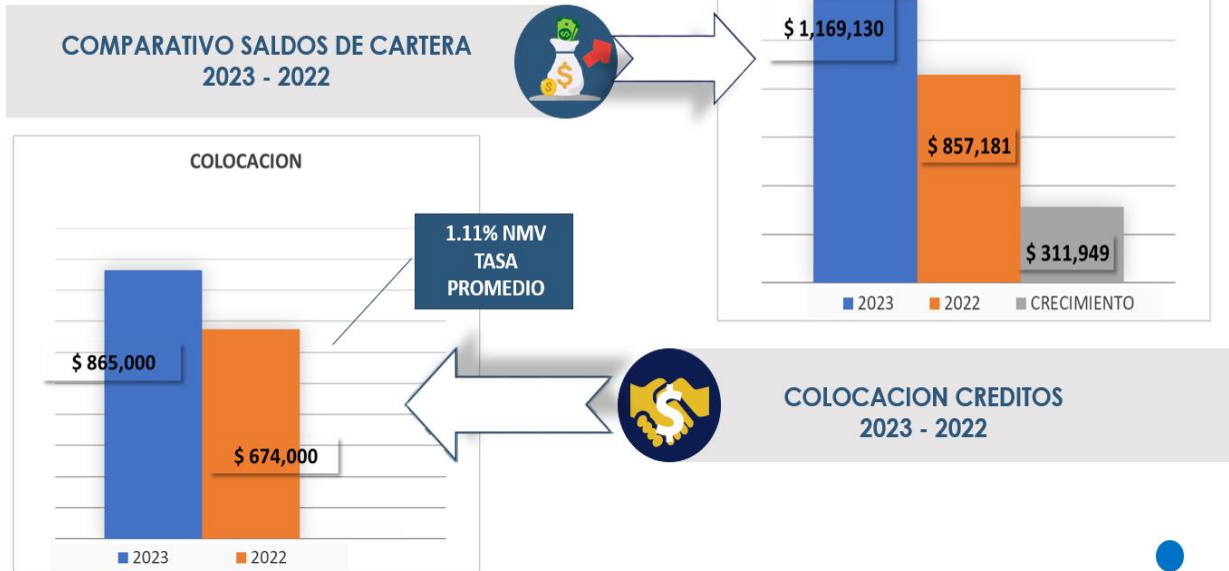 COMPARATIVO SALDOS DE CARTERA
2023 - 2022
$ 1,169,130
$ 857,181
$ 311,949
2023 2022 CRECIMIENTO
COLOCACION
1.11% NMV
TASA
PROMEDIO
$ 865,000
$ 674,000
2023 2022
COLOCACION CREDITOS
2023 - 2022